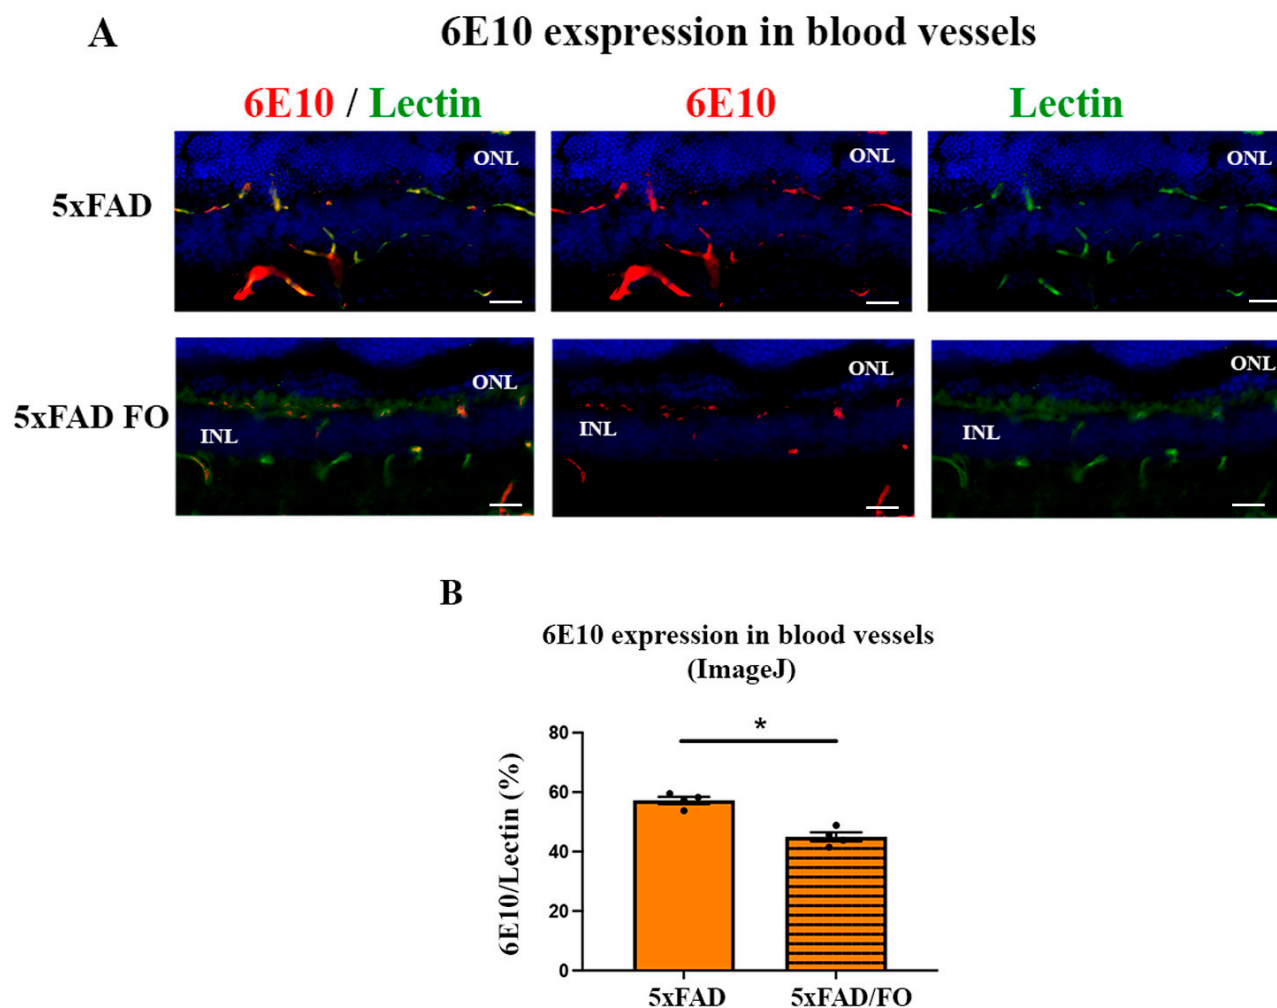 A
6E10 exspression in blood vessels
6E10 / Lectin
6E10
Lectin
5xFAD
ONL
ONL
ONL
5xFAD FO
ONL
INL
ONL
INL
ONL
INL
B
6E10 expression in blood vessels
(ImageJ)
*
6E10/Lectin (%)
80
60
40
20
0
5xFAD
5xFAD/FO